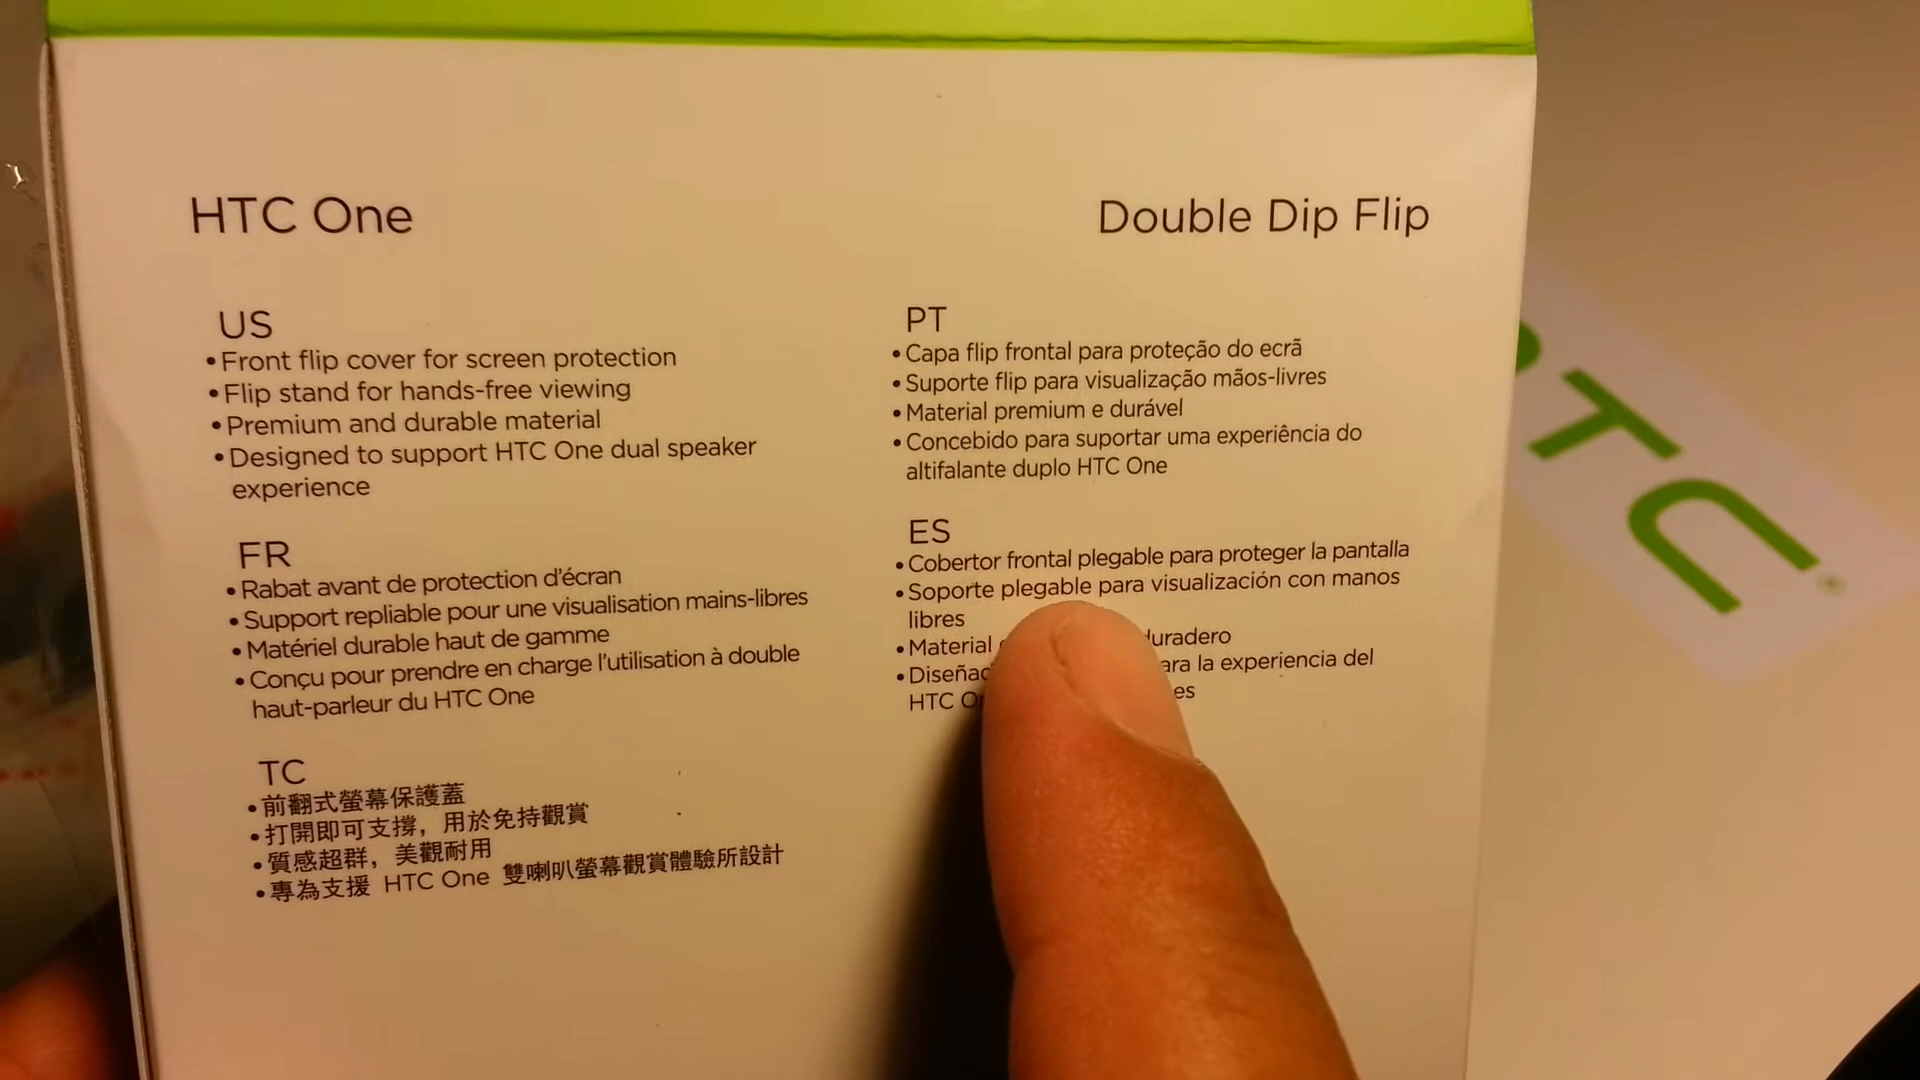 HTC One
Double Dip Flip
US
•Front flip cover for screen protection
•Flip stand for hands-free viewing
•Premium and durable material
•Designed to support HTC One dual speaker
experience
FR
•Rabat avant de protection d'écran
•Support repliable pour une visualisation mains-libres
•Matériel durable haut de gamme
•Conçu pour prendre en charge l'utilisation à double
haut-parleur du HTC One
TC
•前翻式螢幕保護蓋
•打開即可支撐，用於免持觀賞
•質感超群，美觀耐用
•專為支援 HTC One 雙喇叭螢幕觀賞體驗所設計
PT
•Capa flip frontal para proteção do ecrã
•Suporte flip para visualização mãos-livres
•Material premium e durável
•Concebido para suportar uma experiência do
altifalante duplo HTC One
ES
•Cobertor frontal plegable para proteger la pantalla
•Soporte plegable para visualización con manos
libres
•Material
•la experiencia del
HTC
TC